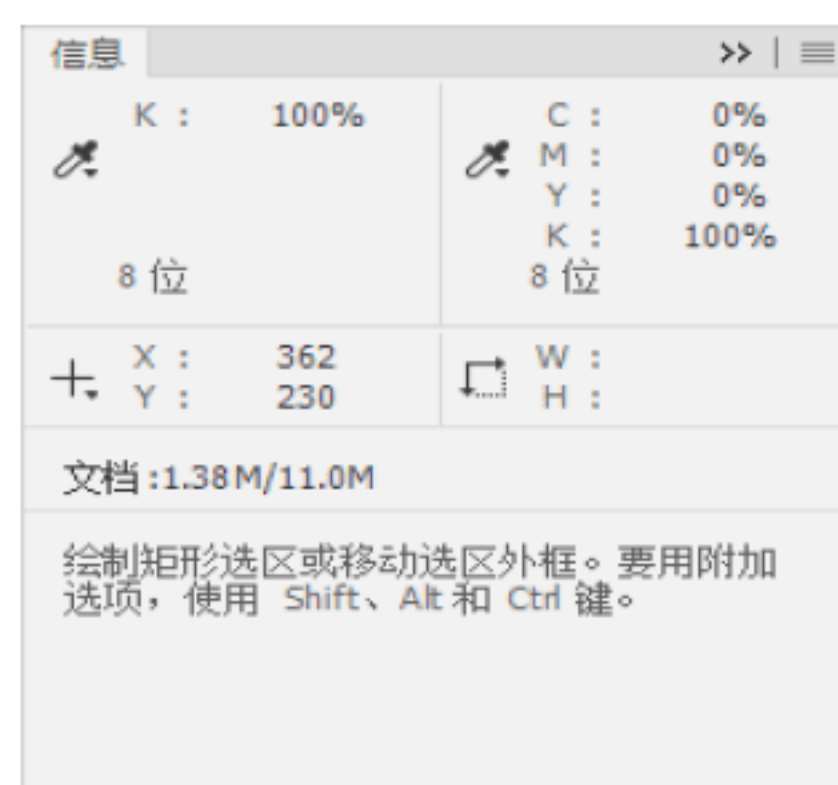 信息
K : 100%
8 位
C : 0%
M : 0%
Y : 0%
K : 100%
8 位
X : 362
Y : 230
W :
H :
文档 :1.38M/11.0M
绘制矩形选区或移动选区外框。要用附加
选项，使用 Shift、Alt 和 Ctrl 键。